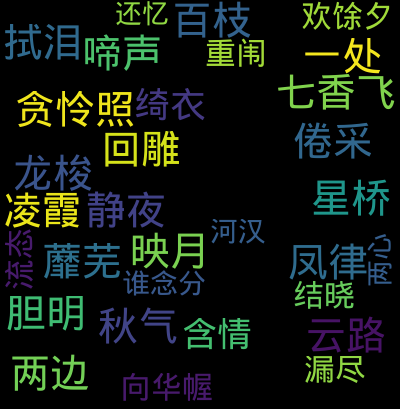 还忆
百枝
欢馀夕
拭泪
啼声
重闱
一处
七香飞
贪怜照
绮衣
回雕
倦采
龙梭
星桥
凌霞
静夜
河汉
流态
蘼芜
映月
凤律
两心
谁念分
结晓
胆明
秋气
含情
云路
两边
向华幄
漏尽